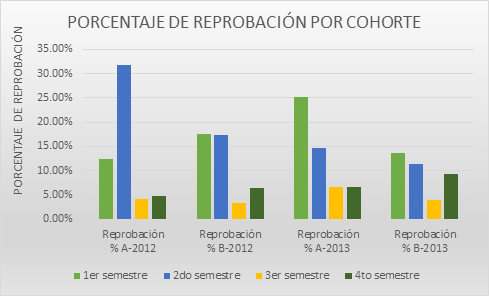 PORCENTAJE DE REPROBACIÓN POR COHORTE
PORCENTAJE DE REPROBACIÓN
35.00%
30.00%
25.00%
20.00%
15.00%
10.00%
5.00%
0.00%
Reprobación
% A-2012
Reprobación
% B-2012
Reprobación
% A-2013
Reprobación
% B-2013
1er semestre
2do semestre
3er semestre
4to semestre